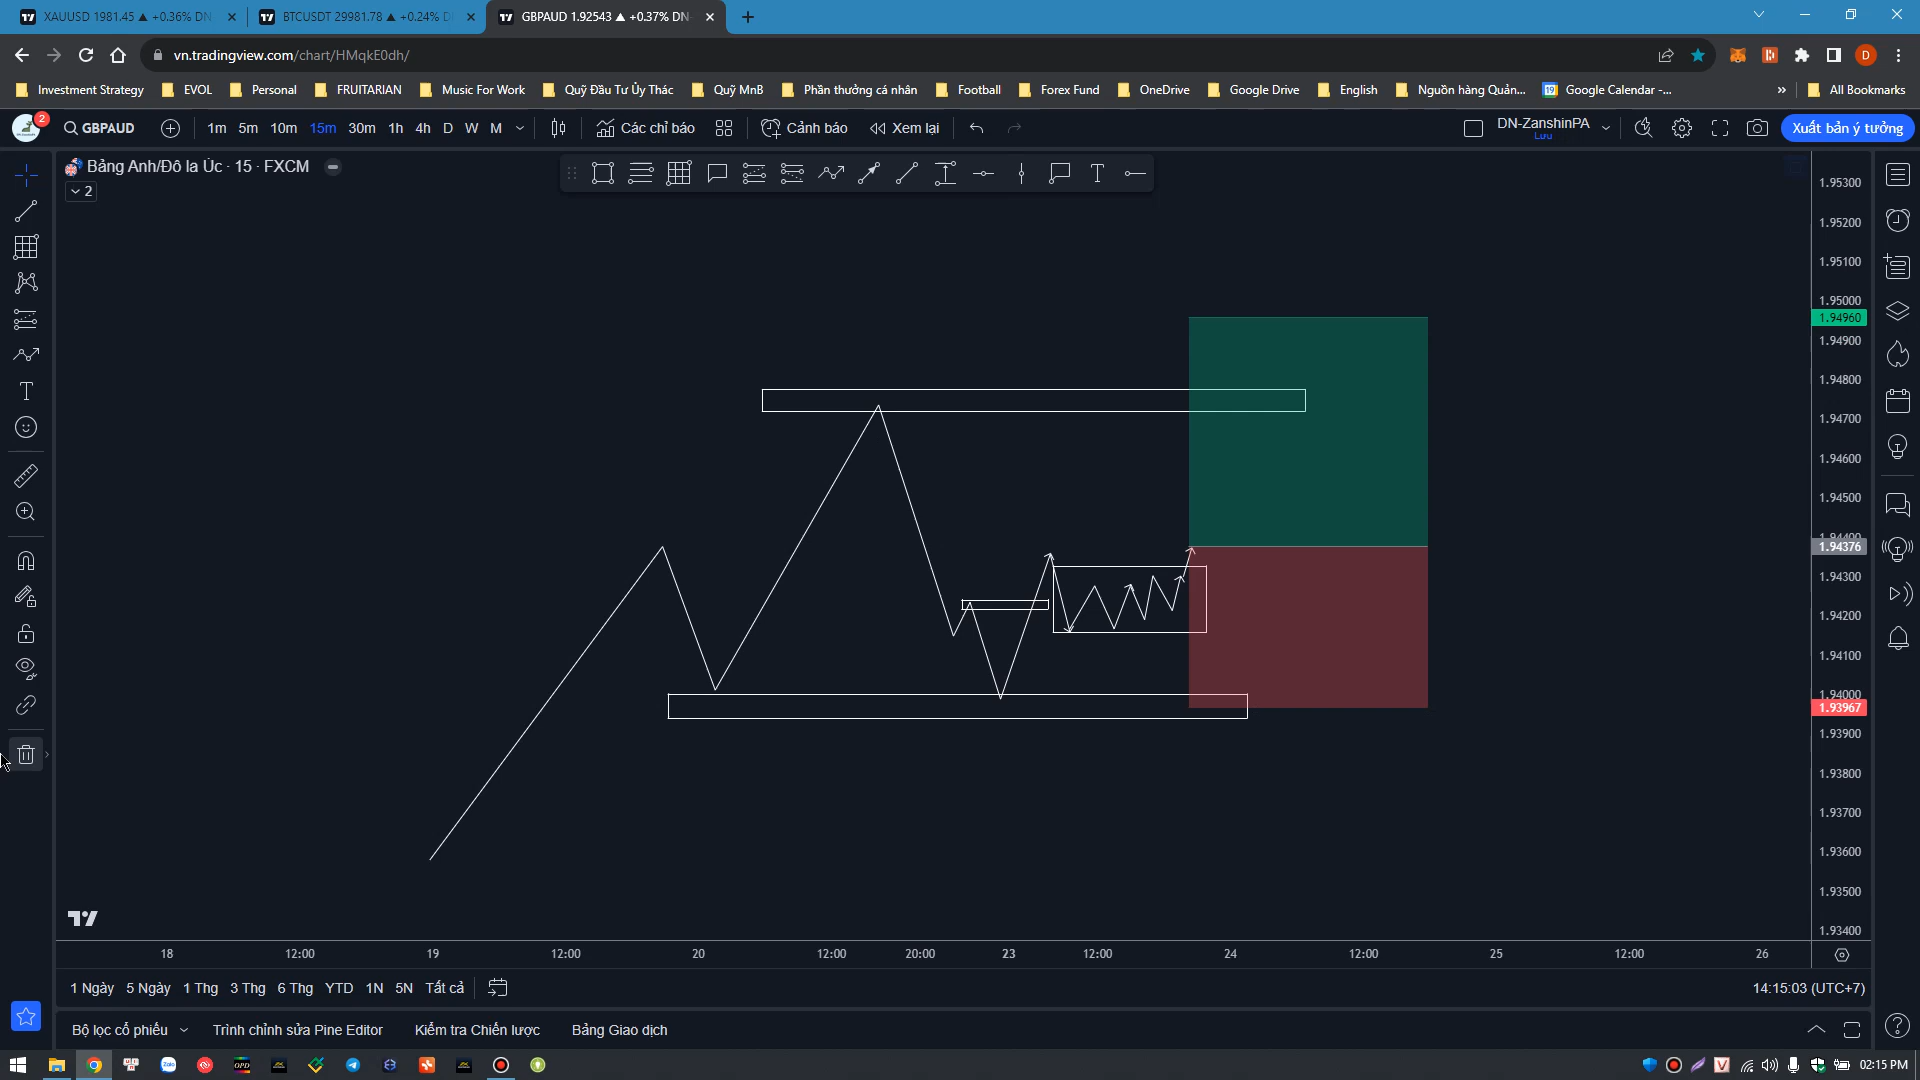 XAUUSD 1981.45 ▲ +0.36% DN
BTCUSDT 29981.78 ▲ +0.24% D
GBPAUD 1.92543 ▲ +0.37% DN
vn.tradingview.com/chart/HMqkE0dh/
Investment Strategy
EVOL
Personal
FRUITARIAN
Music For Work
Quỹ Đầu Tư Ủy Thác
Quỹ MnB
Phần thưởng cá nhân
Football
Forex Fund
OneDrive
Google Drive
English
Nguồn hàng Quản...
Google Calendar -...
»
All Bookmarks
2
GBPAUD
1m 5m 10m 15m 30m 1h 4h D W M
Các chỉ báo
Cảnh báo
Xem lại
DN-ZanshinPA
Lưu
Xuất bản ý tưởng
Bảng Anh/Đô la Úc · 15 · FXCM
2
1.95300
1.95200
1.95100
1.95000
1.94960
1.94900
1.94800
1.94700
1.94600
1.94500
1.94400
1.94376
1.94300
1.94200
1.94100
1.94000
1.93967
1.93900
1.93800
1.93700
1.93600
1.93500
1.93400
18 12:00 19 12:00 20 12:00 20:00 23 12:00 24 12:00 25 12:00 26
1 Ngày 5 Ngày 1 Thg 3 Thg 6 Thg YTD 1N 5N Tất cả
14:15:03 (UTC+7)
Bộ lọc cổ phiếu
Trình chỉnh sửa Pine Editor
Kiểm tra Chiến lược
Bảng Giao dịch
02:15 PM